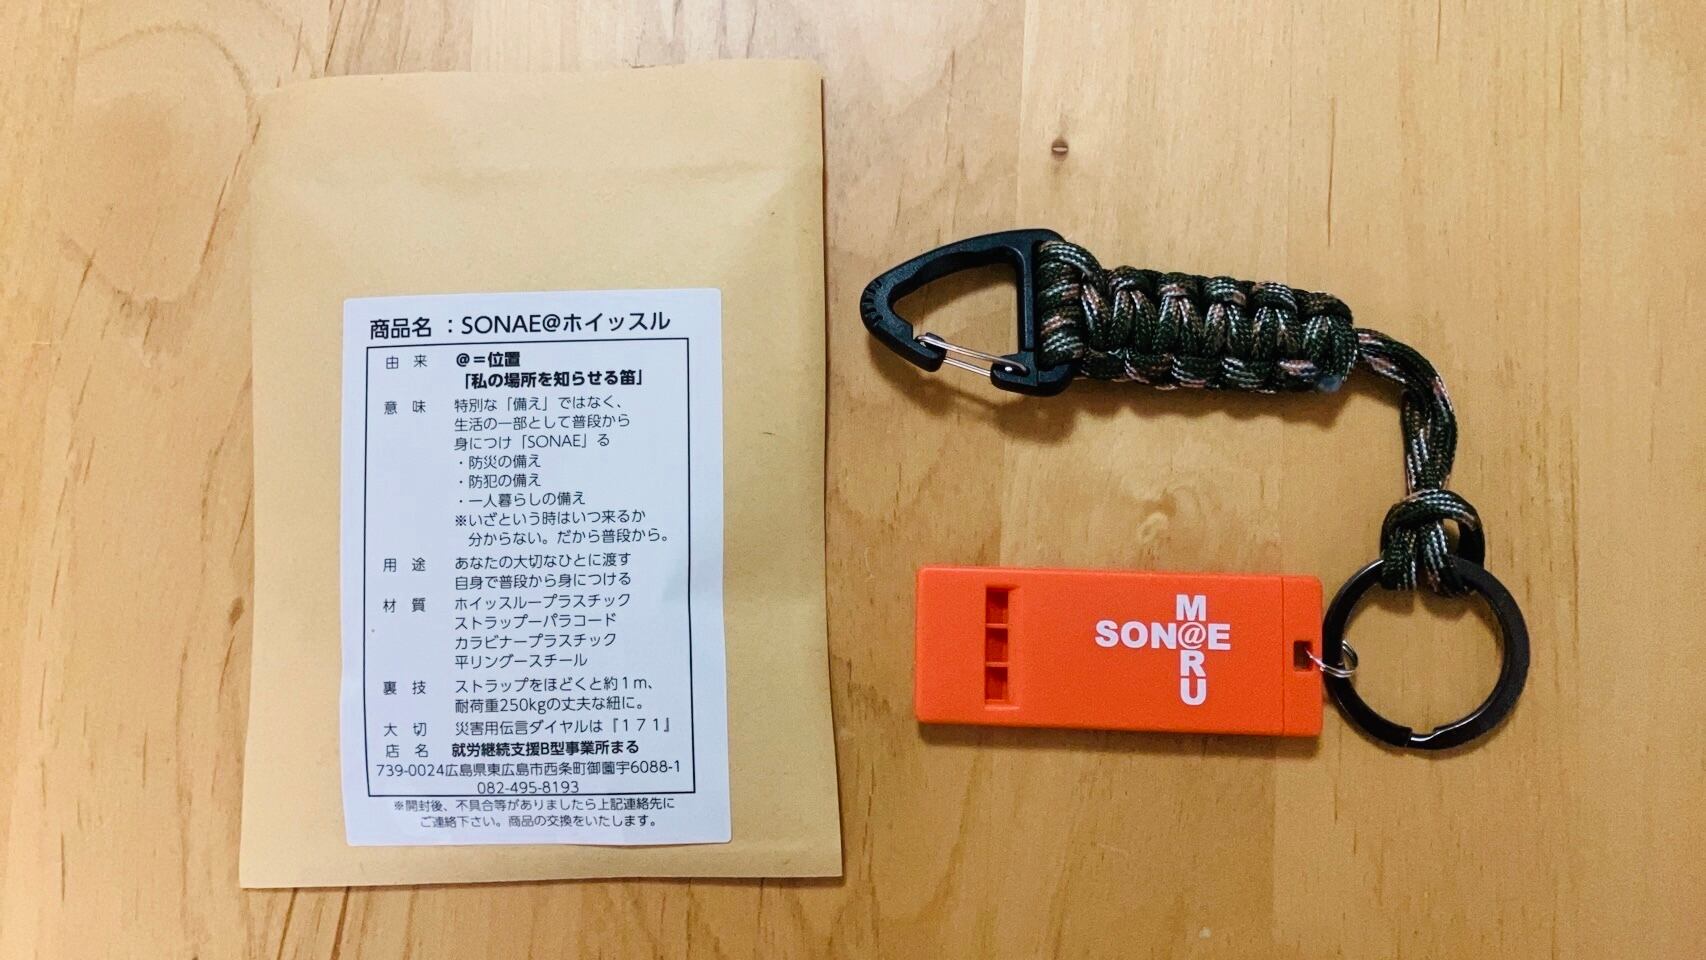 商品名 ：SONAE@ホイッスル
由 来 @＝位置
「私の場所を知らせる笛」
意 味 特別な「備え」ではなく、
生活の一部として普段から
身につけ「SONAE」る
・防災の備え
・防犯の備え
・一人暮らしの備え
※いざという時はいつ来るか
分からない。だから普段から。
用 途 あなたの大切なひとに渡す
自身で普段から身につける
材 質 ホイッスループラスチック
ストラップーパラコード
カラビナープラスチック
平リングースチール
裏 技 ストラップをほどくと約１ｍ、
耐荷重250kgの丈夫な紐に。
大 切 災害用伝言ダイヤルは『１７１』
店 名 就労継続支援B型事業所まる
739-0024広島県東広島市西条町御薗宇6088-1
082-495-8193
※開封後、不具合等がありましたら上記連絡先に
ご連絡下さい。商品の交換をいたします。
M
SON@E
R
U